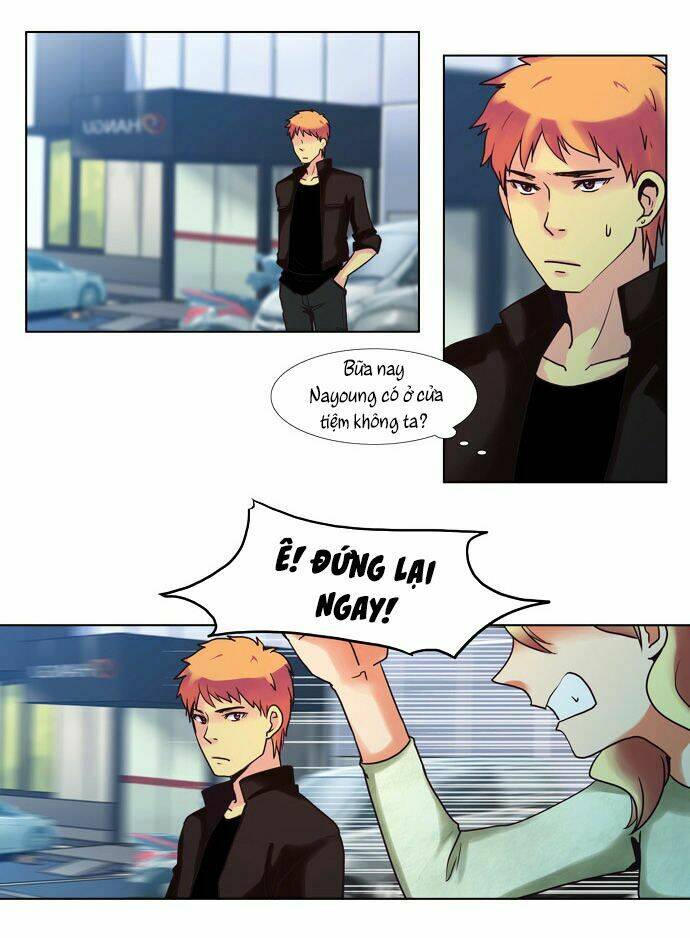 Bữa nay
Nayoung có ở cửa
tiệm không ta?
Ê! ĐỨNG LẠI
NGAY!